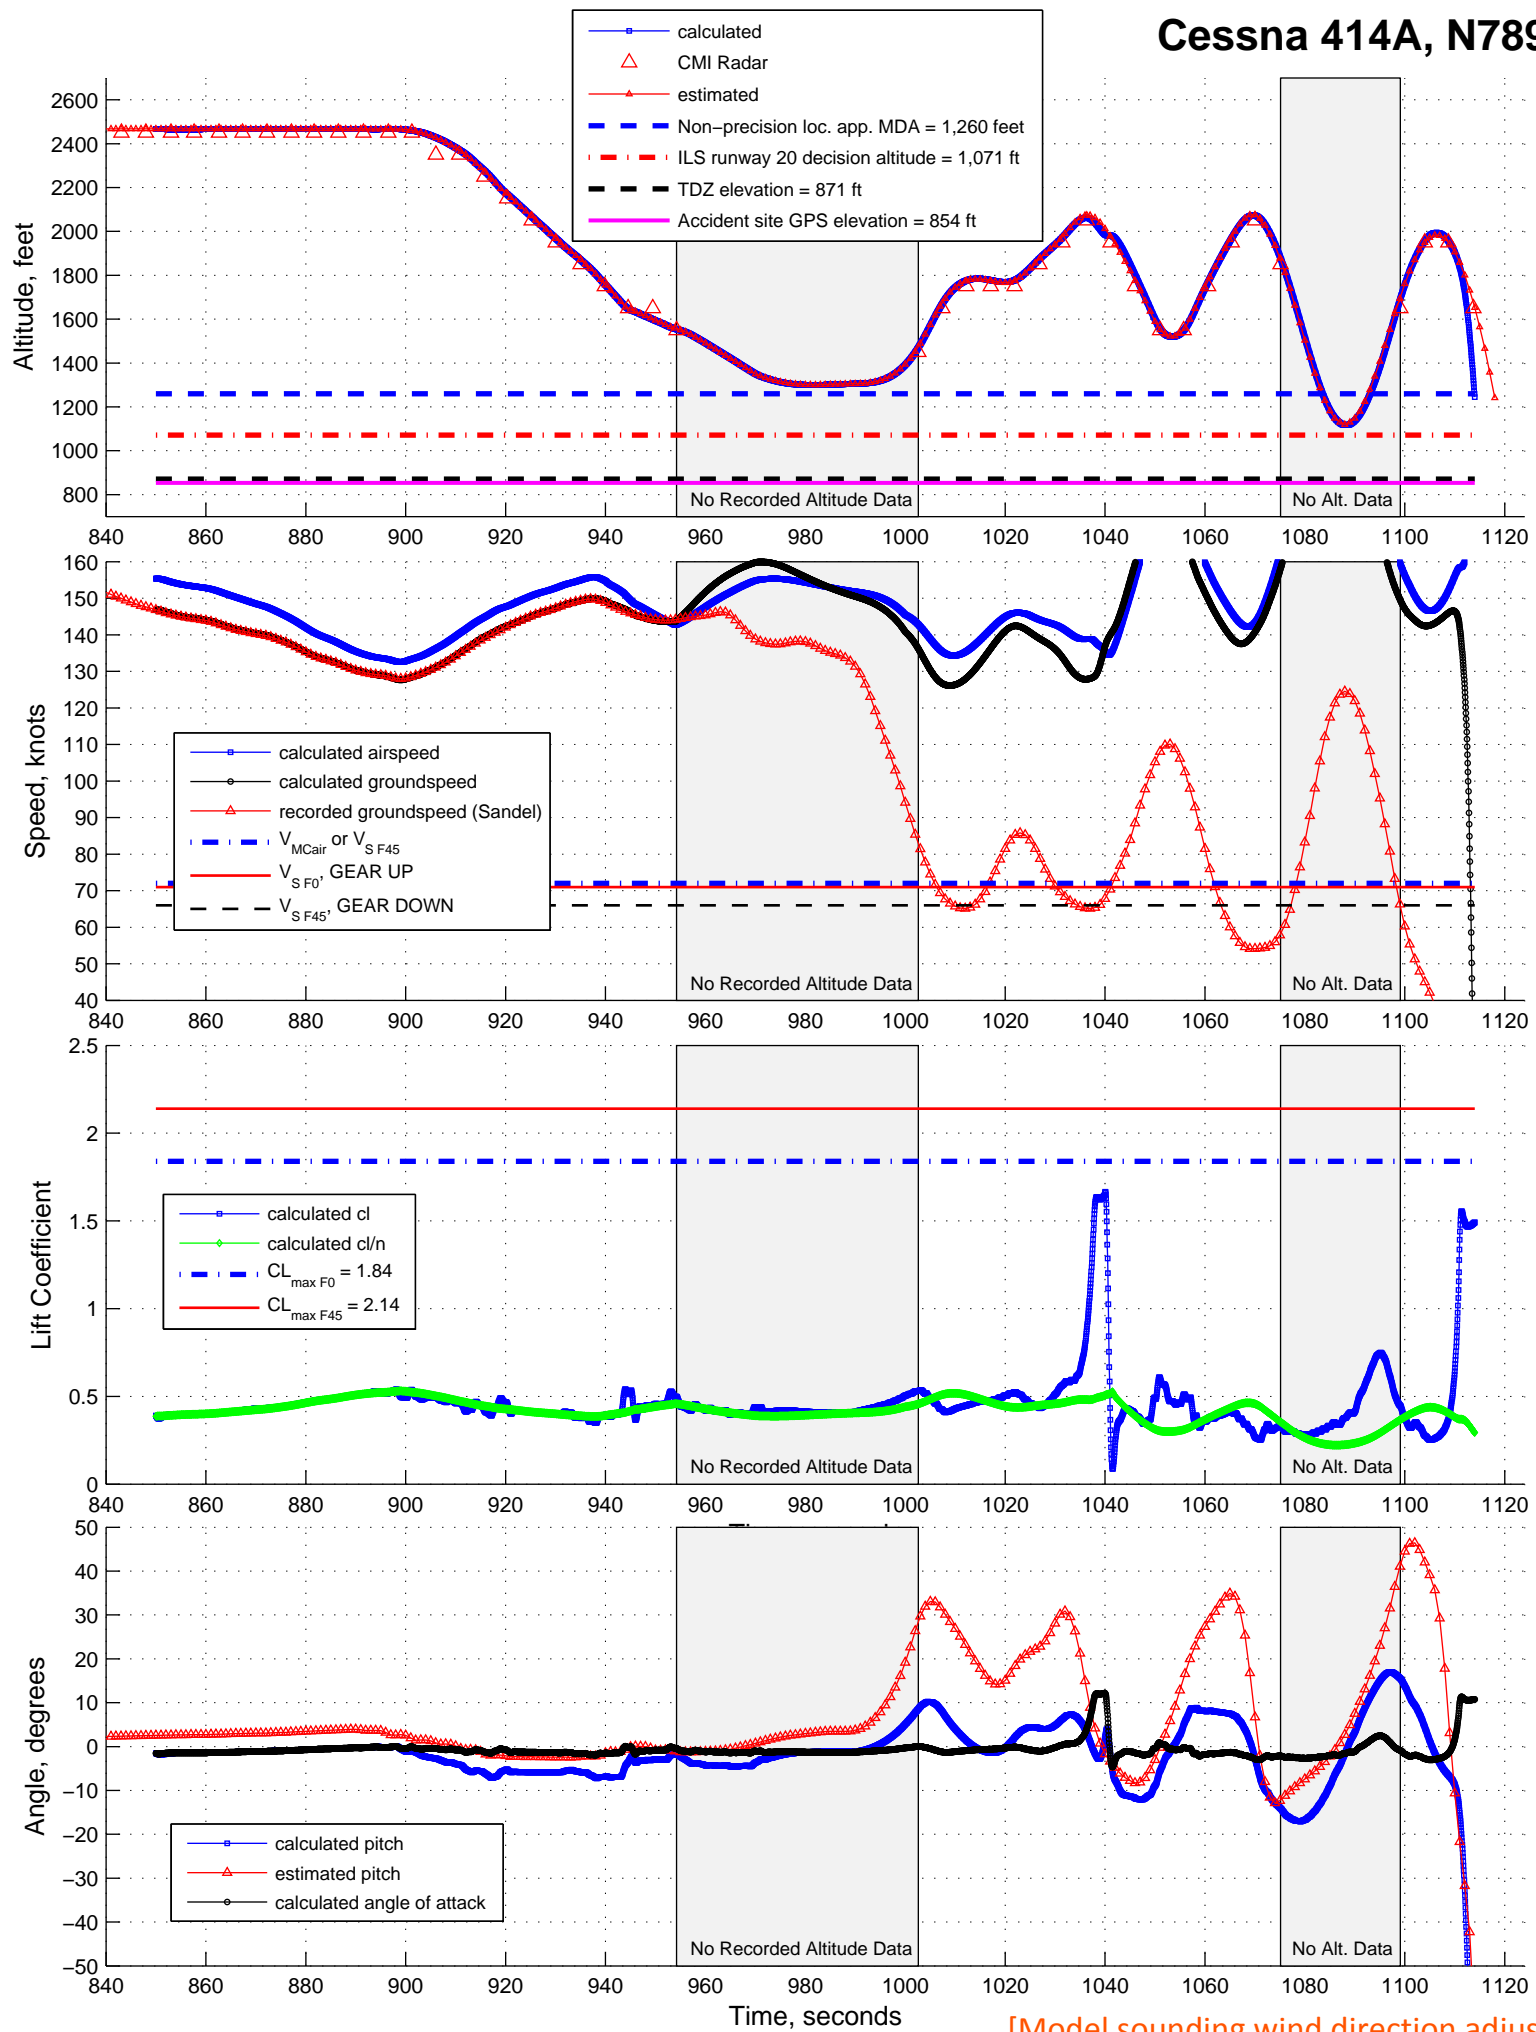 Cessna 414A, N789
calculated
CMI Radar
estimated
Non−precision loc. app. MDA = 1,260 feet
ILS runway 20 decision altitude = 1,071 ft
TDZ elevation = 871 ft
Accident site GPS elevation = 854 ft
Altitude, feet
2600
2400
2200
2000
1800
1600
1400
1200
1000
800
No Recorded Altitude Data
No Alt. Data
840 860 880 900 920 940 960 980 1000 1020 1040 1060 1080 1100 1120
Speed, knots
160
150
140
130
120
110
100
90
80
70
60
50
40
calculated airspeed
calculated groundspeed
recorded groundspeed (Sandel)
VMCair or VS F45
VS F0, GEAR UP
VS F45, GEAR DOWN
No Recorded Altitude Data
No Alt. Data
840 860 880 900 920 940 960 980 1000 1020 1040 1060 1080 1100 1120
Lift Coefficient
2.5
2
1.5
1
0.5
0
calculated cl
calculated cl/n
CLmax F0 = 1.84
CLmax F45 = 2.14
No Recorded Altitude Data
No Alt. Data
840 860 880 900 920 940 960 980 1000 1020 1040 1060 1080 1100 1120
Angle, degrees
50
40
30
20
10
0
−10
−20
−30
−40
−50
calculated pitch
estimated pitch
calculated angle of attack
No Recorded Altitude Data
No Alt. Data
840 860 880 900 920 940 960 980 1000 1020 1040 1060 1080 1100 1120
Time, seconds
[Model sounding wind direction adjus